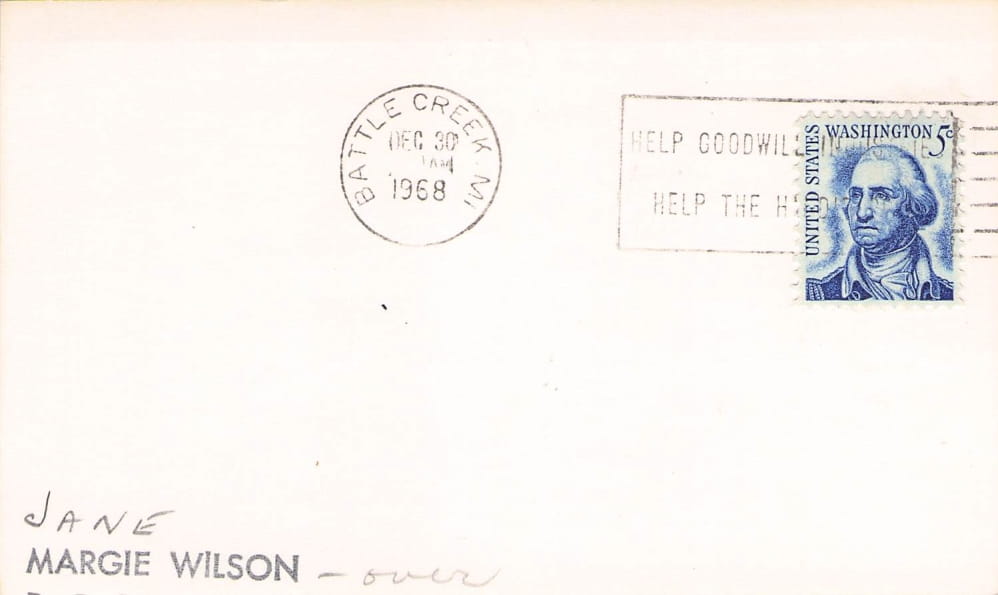 BATTLE CREEK MI
DEC 30
AM
1968
HELP GOODWILL
HELP THE
UNITED STATES
WASHINGTON 5c
JANE
MARGIE WILSON - over